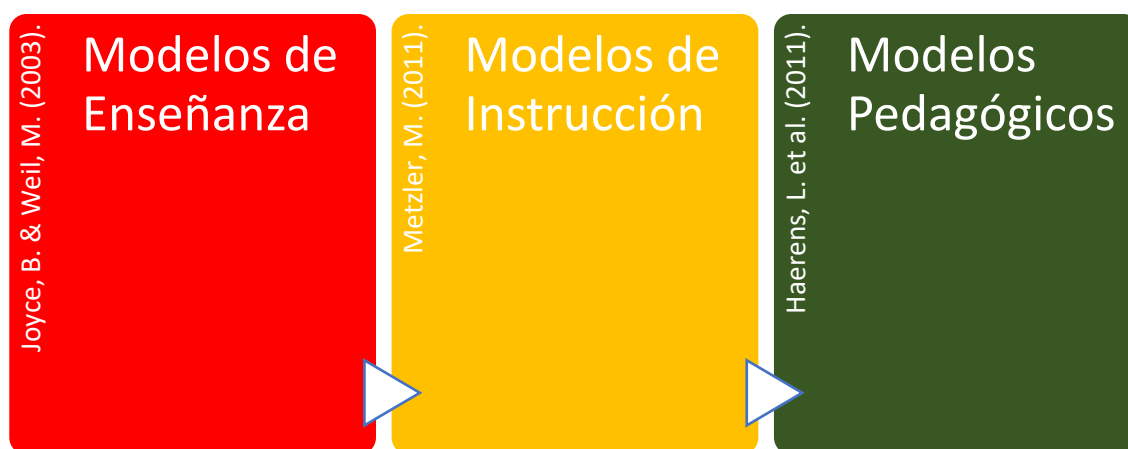 Joyce, B. & Weil, M. (2003).
Modelos de
Enseñanza
Metzler, M. (2011).
Modelos de
Instrucción
Haerens, L. et al. (2011).
Modelos
Pedagógicos